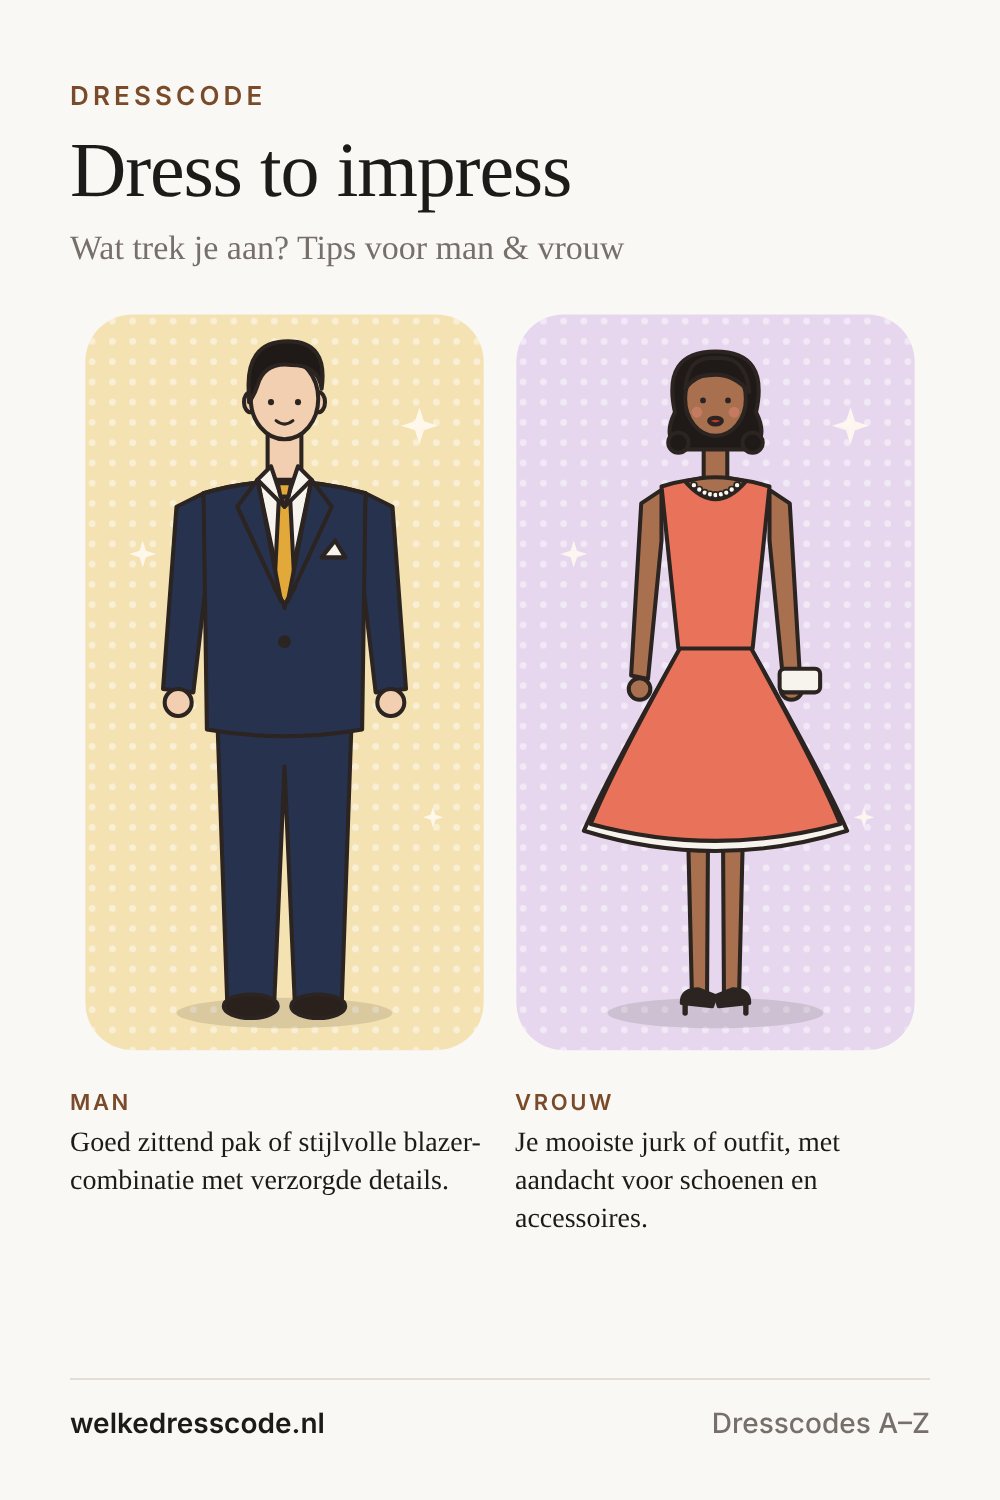 DRESSCODE
Dress to impress
Wat trek je aan? Tips voor man & vrouw
MAN
Goed zittend pak of stijlvolle blazer-
combinatie met verzorgde details.
VROUW
Je mooiste jurk of outfit, met
aandacht voor schoenen en
accessoires.
welkedresscode.nl
Dresscodes A–Z